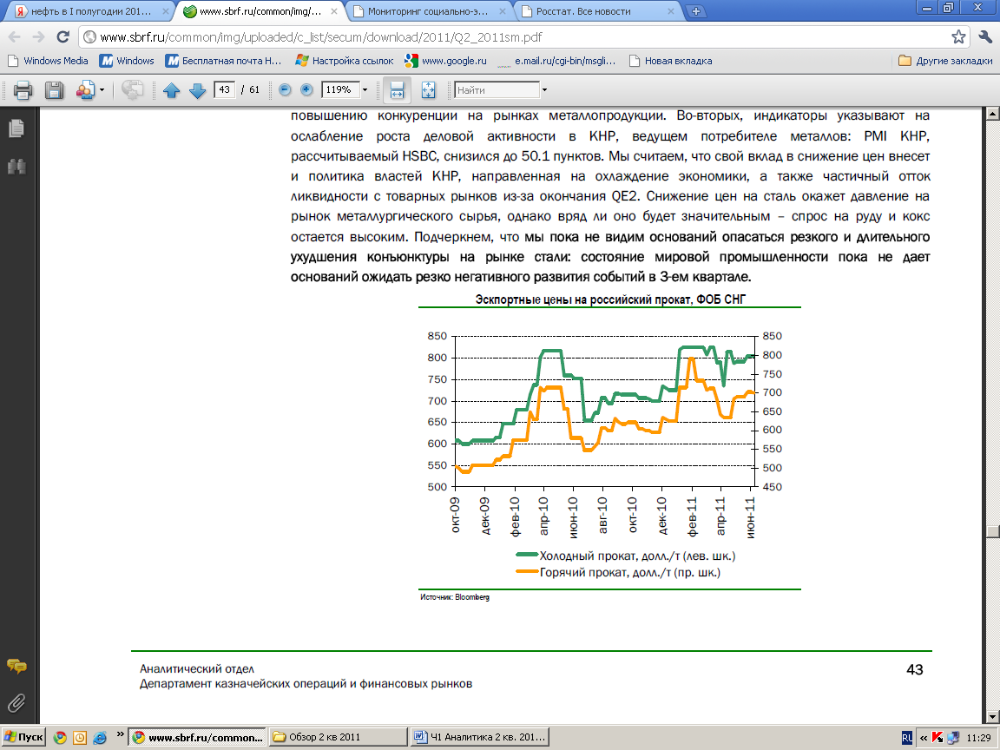 нефть в I полугодии 201...
www.sbrf.ru/common/img/...
Мониторинг социально-э...
Росстат. Все новости
www.sbrf.ru/common/img/uploaded/c_list/secum/download/2011/Q2_2011sm.pdf
Windows Media
Windows
Бесплатная почта H...
Настройка ссылок
www.google.ru
e.mail.ru/cgi-bin/msgli...
Новая вкладка
Другие закладки
43 / 61
119%
Найти
повышению конкуренции на рынках металлопродукции. Во-вторых, индикаторы указывают на
ослабление роста деловой активности в КНР, ведущем потребителе металлов: PMI КНР,
рассчитываемый HSBC, снизился до 50.1 пунктов. Мы считаем, что свой вклад в снижение цен внесет
и политика властей КНР, направленная на охлаждение экономики, а также частичный отток
ликвидности с товарных рынков из-за окончания QE2. Снижение цен на сталь окажет давление на
рынок металлургического сырья, однако вряд ли оно будет значительным – спрос на руду и кокс
остается высоким. Подчеркнем, что мы пока не видим оснований опасаться резкого и длительного
ухудшения конъюнктуры на рынке стали: состояние мировой промышленности пока не дает
оснований ожидать резко негативного развития событий в 3-ем квартале.
Эскпортные цены на российский прокат, ФОБ СНГ
850
800
750
700
650
600
550
500
850
800
750
700
650
600
550
500
450
окт-09
дек-09
фев-10
апр-10
июн-10
авг-10
окт-10
дек-10
фев-11
апр-11
июн-11
Холодный прокат, долл./т (лев. шк.)
Горячий прокат, долл./т (пр. шк.)
Источник: Bloomberg
Аналитический отдел
43
Департамент казначейских операций и финансовых рынков
Пуск
»
www.sbrf.ru/common...
Обзор 2 кв 2011
Ч1 Аналитика 2 кв. 201...
RU
«
11:29